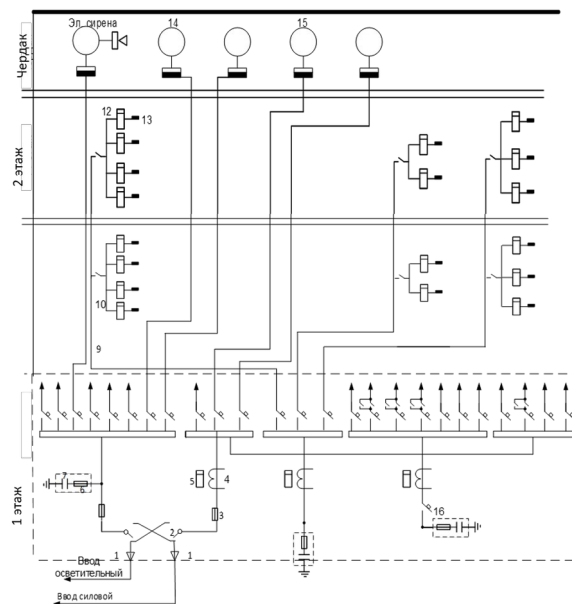 Эл. сирена
14
15
Чердак
12
13
2 этаж
10
9
7
6
5
4
3
16
1 этаж
1
2
1
Ввод
осветительный
Ввод силовой